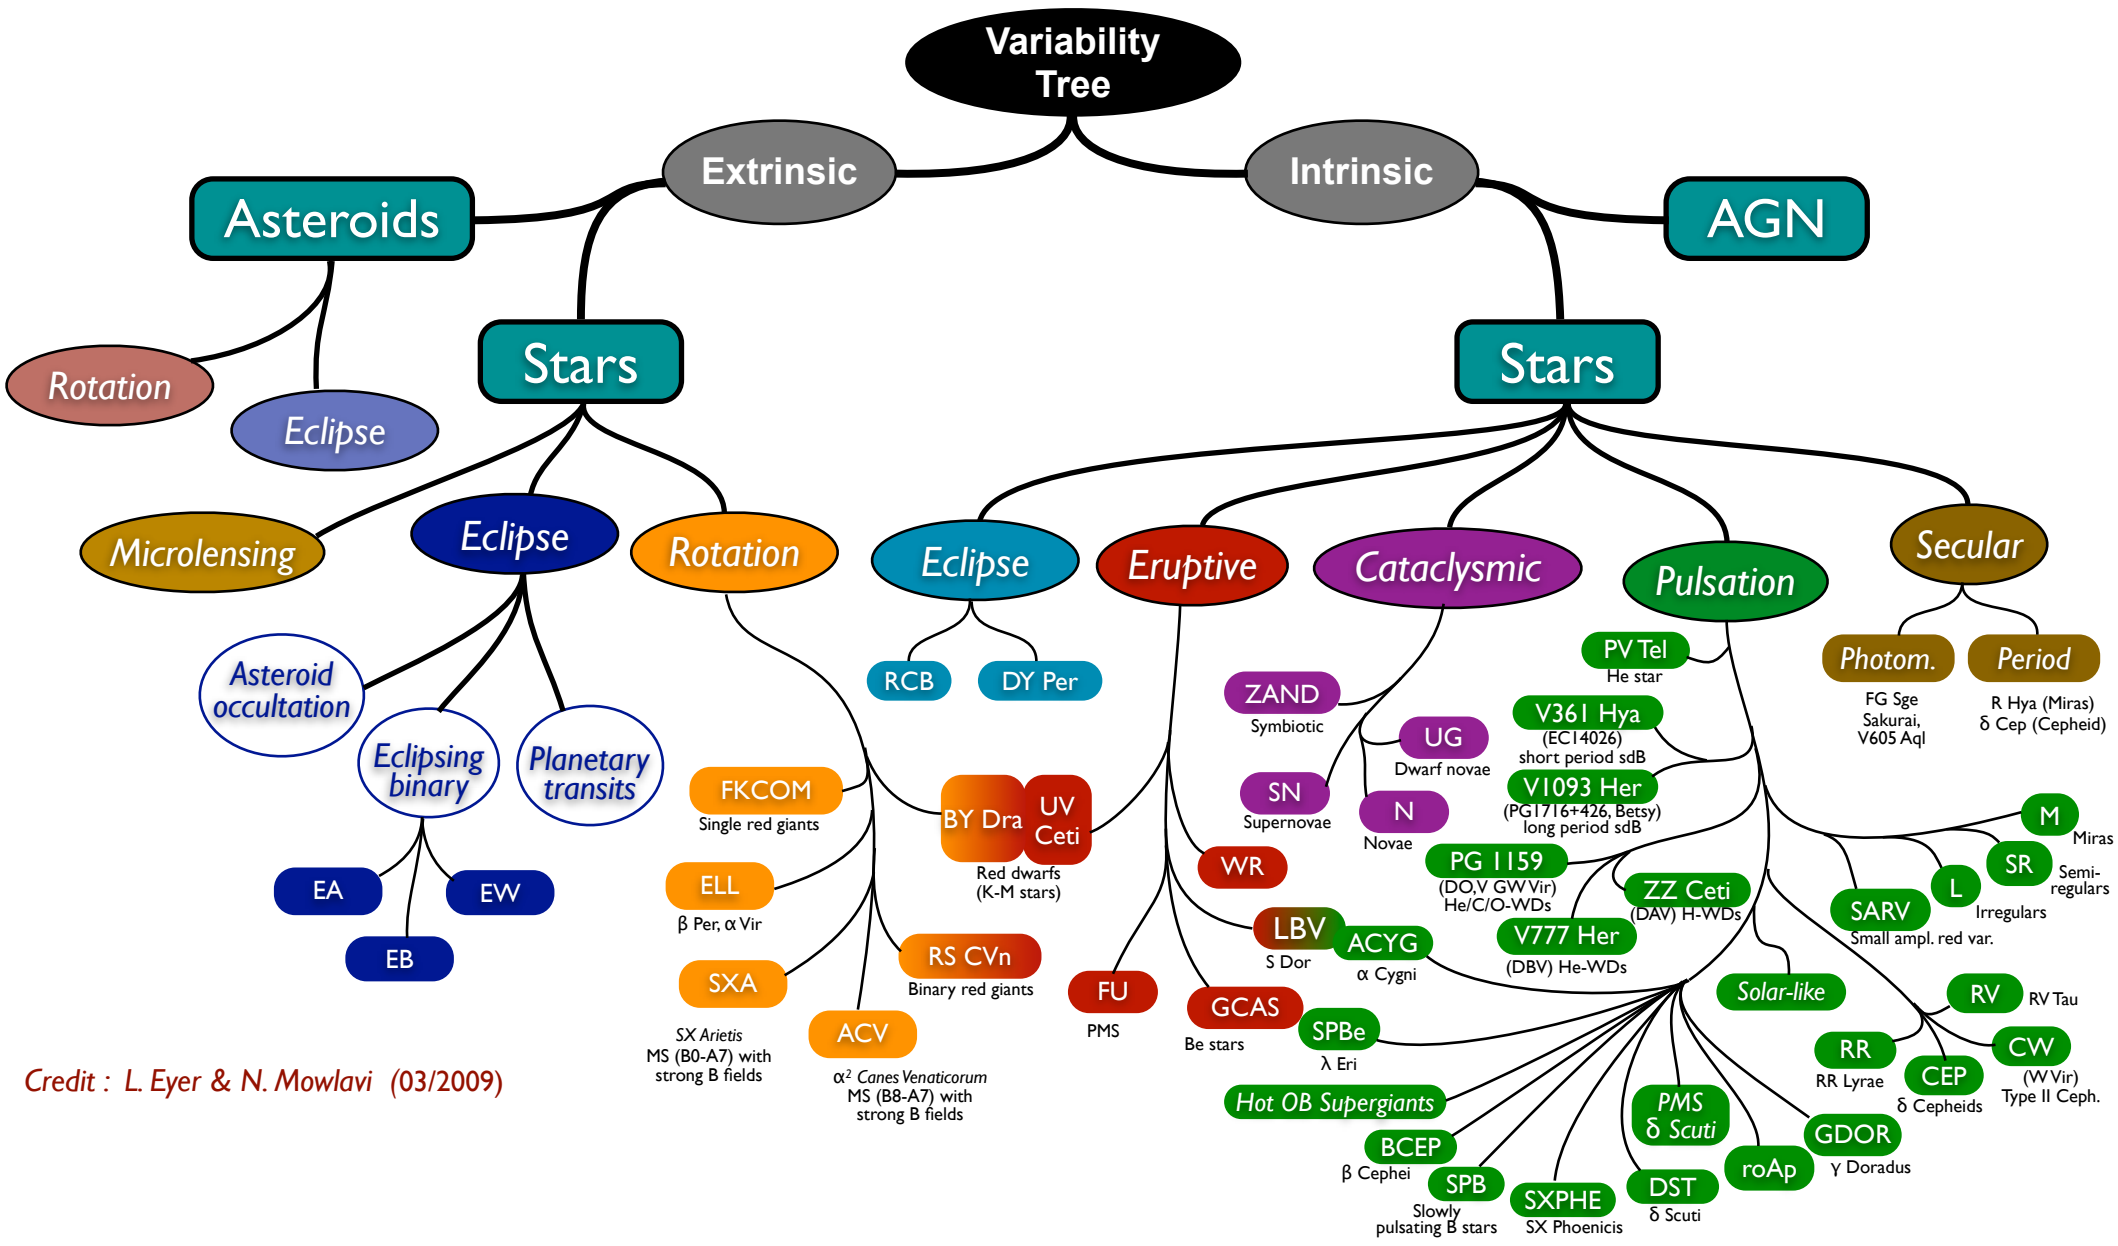 Variability
Tree
Extrinsic
Intrinsic
Asteroids
AGN
Stars
Stars
Rotation
Eclipse
Microlensing
Eclipse
Rotation
Eclipse
Eruptive
Cataclysmic
Pulsation
Secular
Asteroid
occultation
Eclipsing
binary
Planetary
transits
EA
EB
EW
FKCOM
Single red giants
ELL
β Per, α Vir
SXA
SX Arietis
MS (B0-A7) with
strong B fields
ACV
α² Canes Venaticorum
MS (B8-A7) with
strong B fields
RS CVn
Binary red giants
BY Dra
UV
Ceti
Red dwarfs
(K-M stars)
RCB
DY Per
FU
PMS
WR
LBV
S Dor
GCAS
Be stars
ZAND
Symbiotic
SN
Supernovae
UG
Dwarf novae
N
Novae
PV Tel
He star
V361 Hya
(EC14026)
short period sdB
V1093 Her
(PG1716+426, Betsy)
long period sdB
PG 1159
(DO,V GW Vir)
He/C/O-WDs
ZZ Ceti
(DAV) H-WDs
V777 Her
(DBV) He-WDs
ACYG
α Cygni
SPBe
λ Eri
Solar-like
Hot OB Supergiants
BCEP
β Cephei
SPB
Slowly
pulsating B stars
SXPHE
SX Phoenicis
DST
δ Scuti
PMS
δ Scuti
roAp
GDOR
γ Doradus
M
Miras
SR
Semi-
regulars
L
Irregulars
SARV
Small ampl. red var.
RV
RV Tau
RR
RR Lyrae
CEP
δ Cepheids
CW
(W Vir)
Type II Ceph.
Photom.
FG Sge
Sakurai,
V605 Aql
Period
R Hya (Miras)
δ Cep (Cepheid)
Credit : L. Eyer & N. Mowlavi (03/2009)